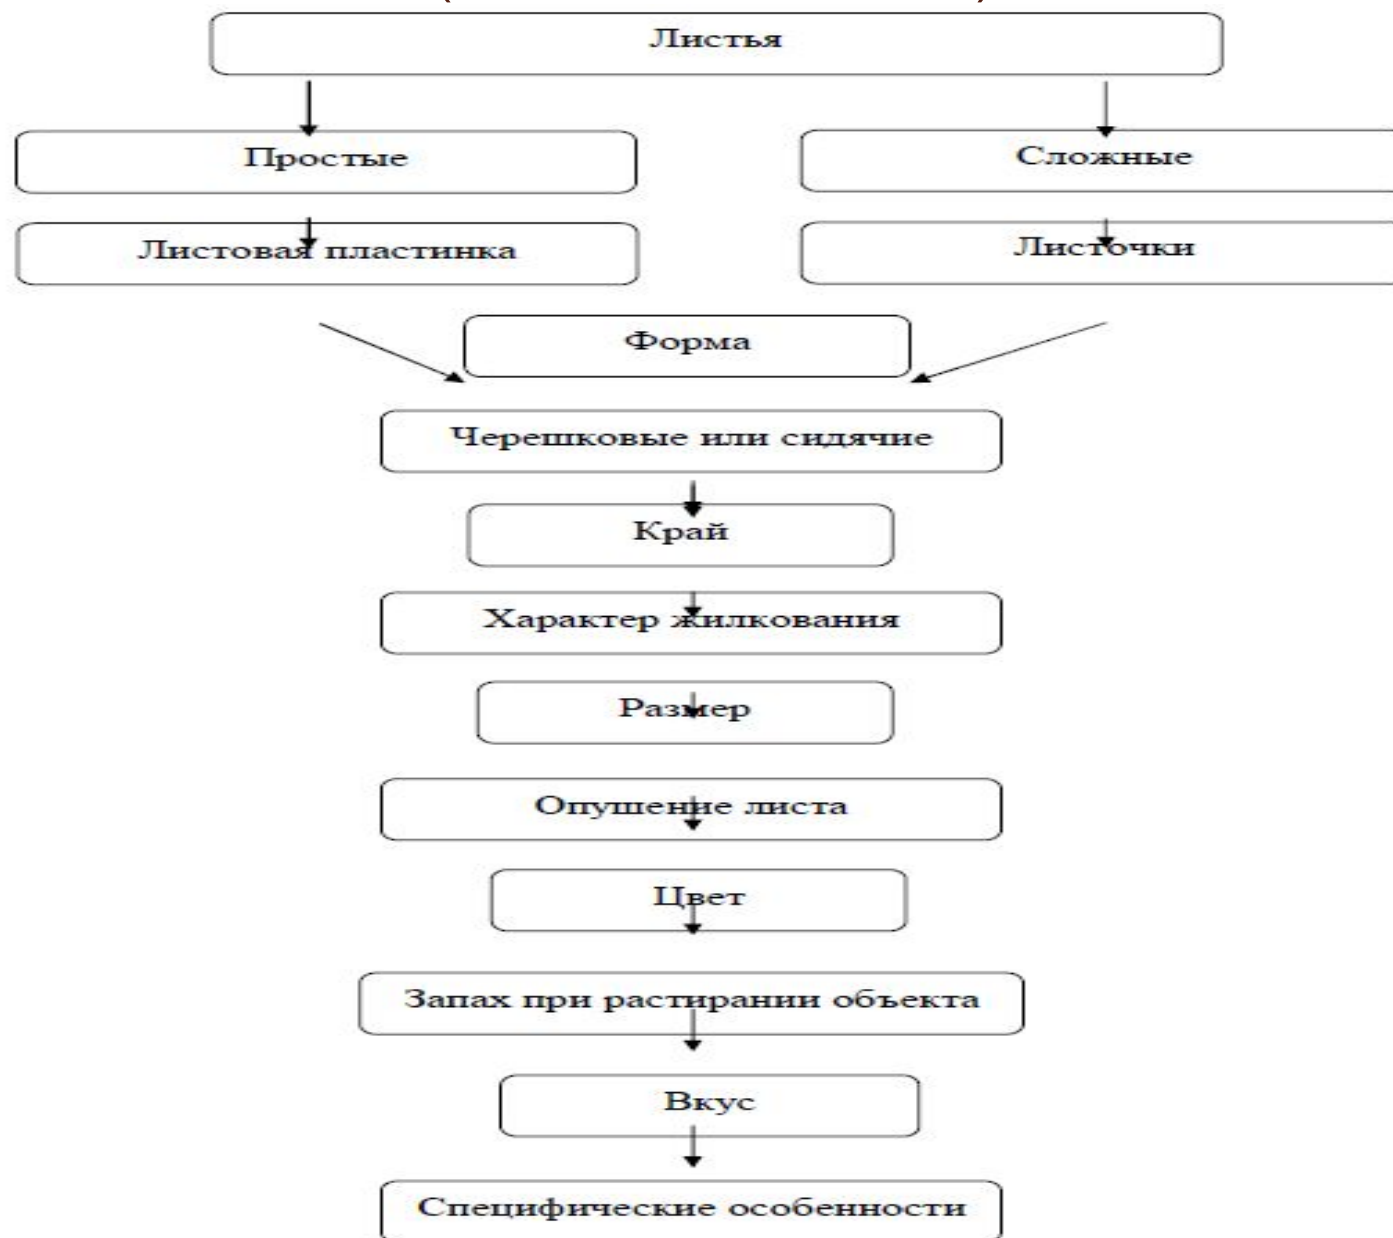 Листья
Простые
Сложные
Листовая пластинка
Листочки
Форма
Черешковые или сидячие
Край
Характер жилкования
Размер
Опушение листа
Цвет
Запах при растирании объекта
Вкус
Специфические особенности